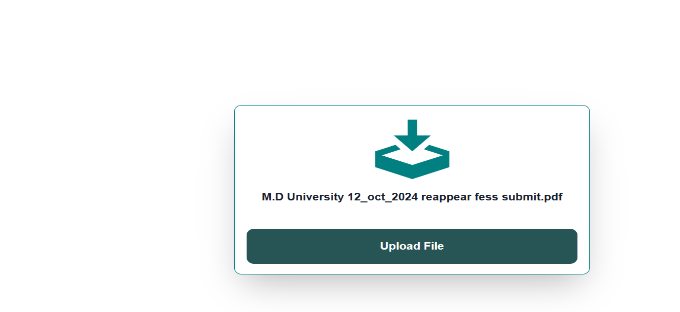 M.D University 12_oct_2024 reappear fess submit.pdf
Upload File